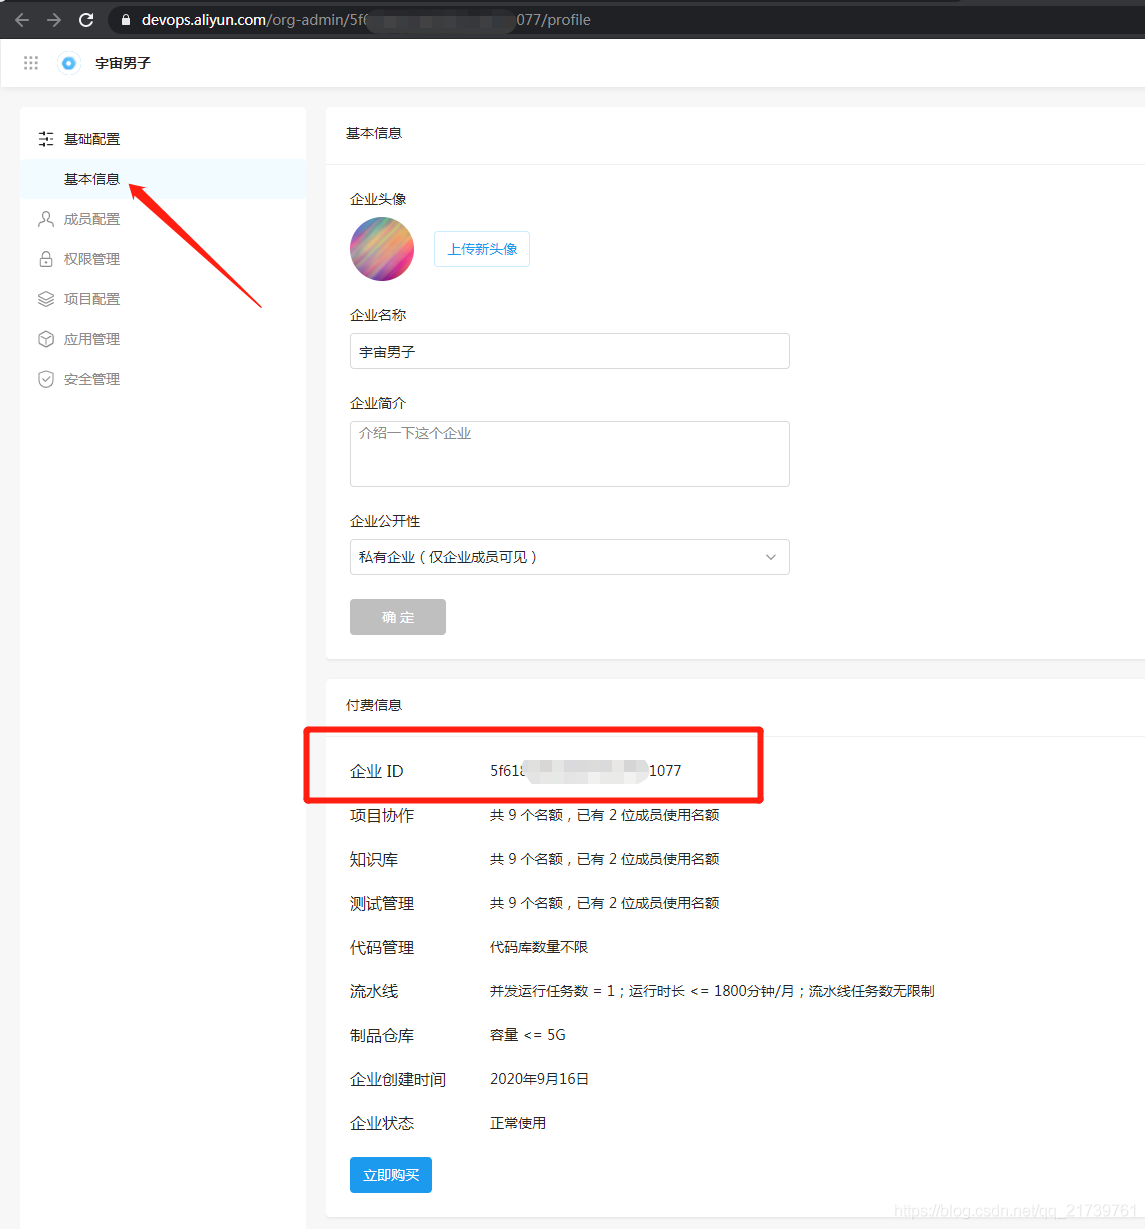 devops.aliyun.com/org-admin/5f6 077/profile
宇宙男子
基础配置
基本信息
成员配置
权限管理
项目配置
应用管理
安全管理
基本信息
企业头像
上传新头像
企业名称
宇宙男子
企业简介
介绍一下这个企业
企业公开性
私有企业（仅企业成员可见）
确 定
付费信息
企业 ID 5f618 1077
项目协作 共 9 个名额，已有 2 位成员使用名额
知识库 共 9 个名额，已有 2 位成员使用名额
测试管理 共 9 个名额，已有 2 位成员使用名额
代码管理 代码库数量不限
流水线 并发运行任务数 = 1；运行时长 <= 1800分钟/月；流水线任务数无限制
制品仓库 容量 <= 5G
企业创建时间 2020年9月16日
企业状态 正常使用
立即购买
https://blog.csdn.net/qq_21739761